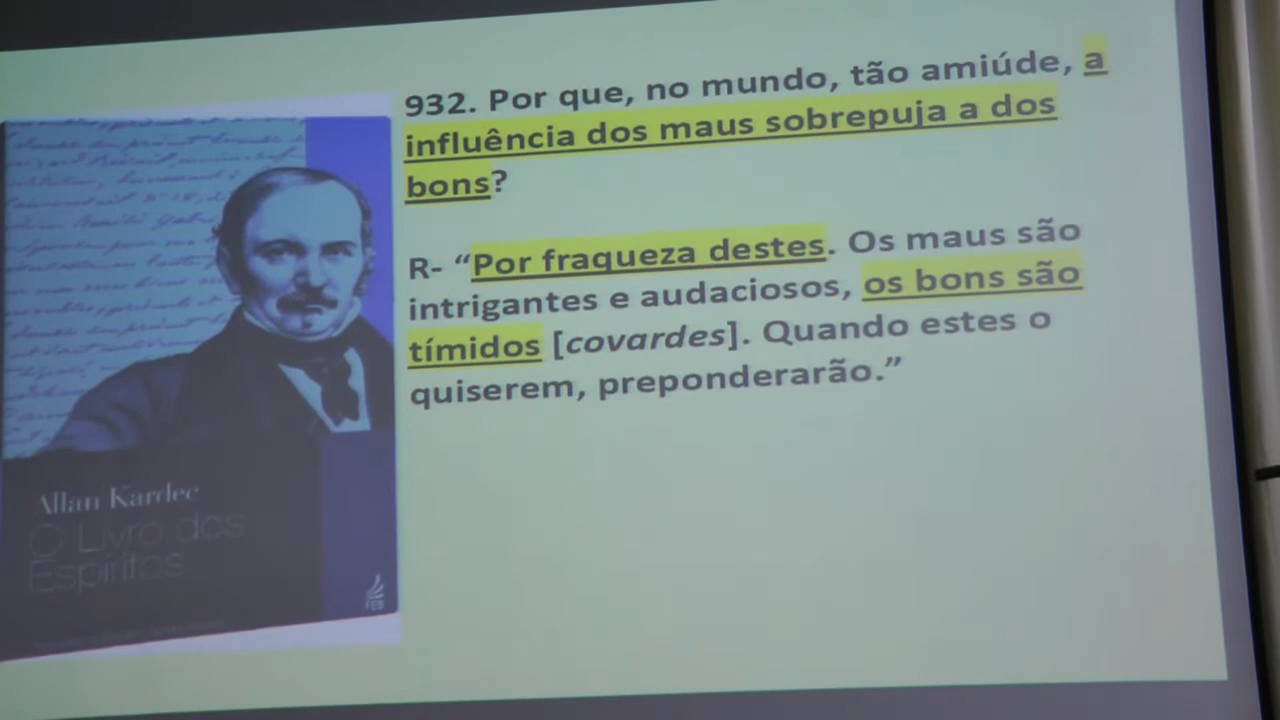 932. Por que, no mundo, tão amiúde, a
influência dos maus sobrepuja a dos
bons?
R- “Por fraqueza destes. Os maus são
intrigantes e audaciosos, os bons são
tímidos [covardes]. Quando estes o
quiserem, preponderarão.”
Allan Kardec
O Livro dos
Espíritos
FEB